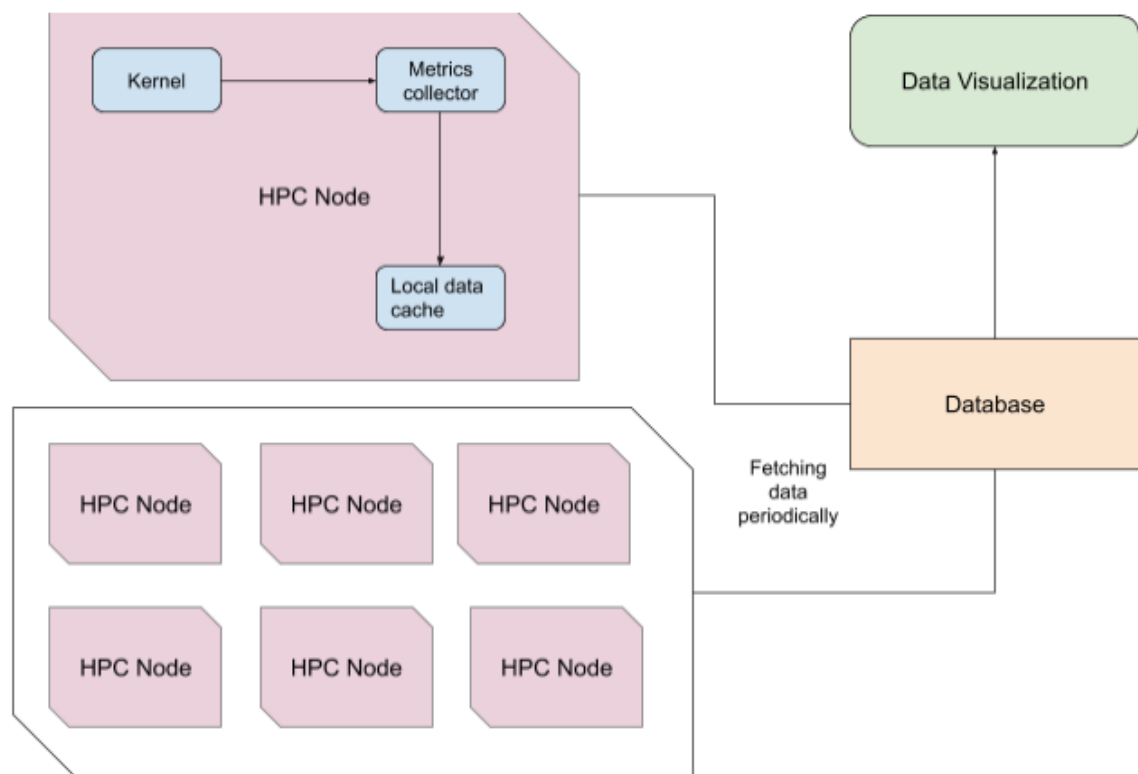 Kernel
Metrics
collector
Data Visualization
HPC Node
Local data
cache
Database
Fetching
data
periodically
HPC Node
HPC Node
HPC Node
HPC Node
HPC Node
HPC Node